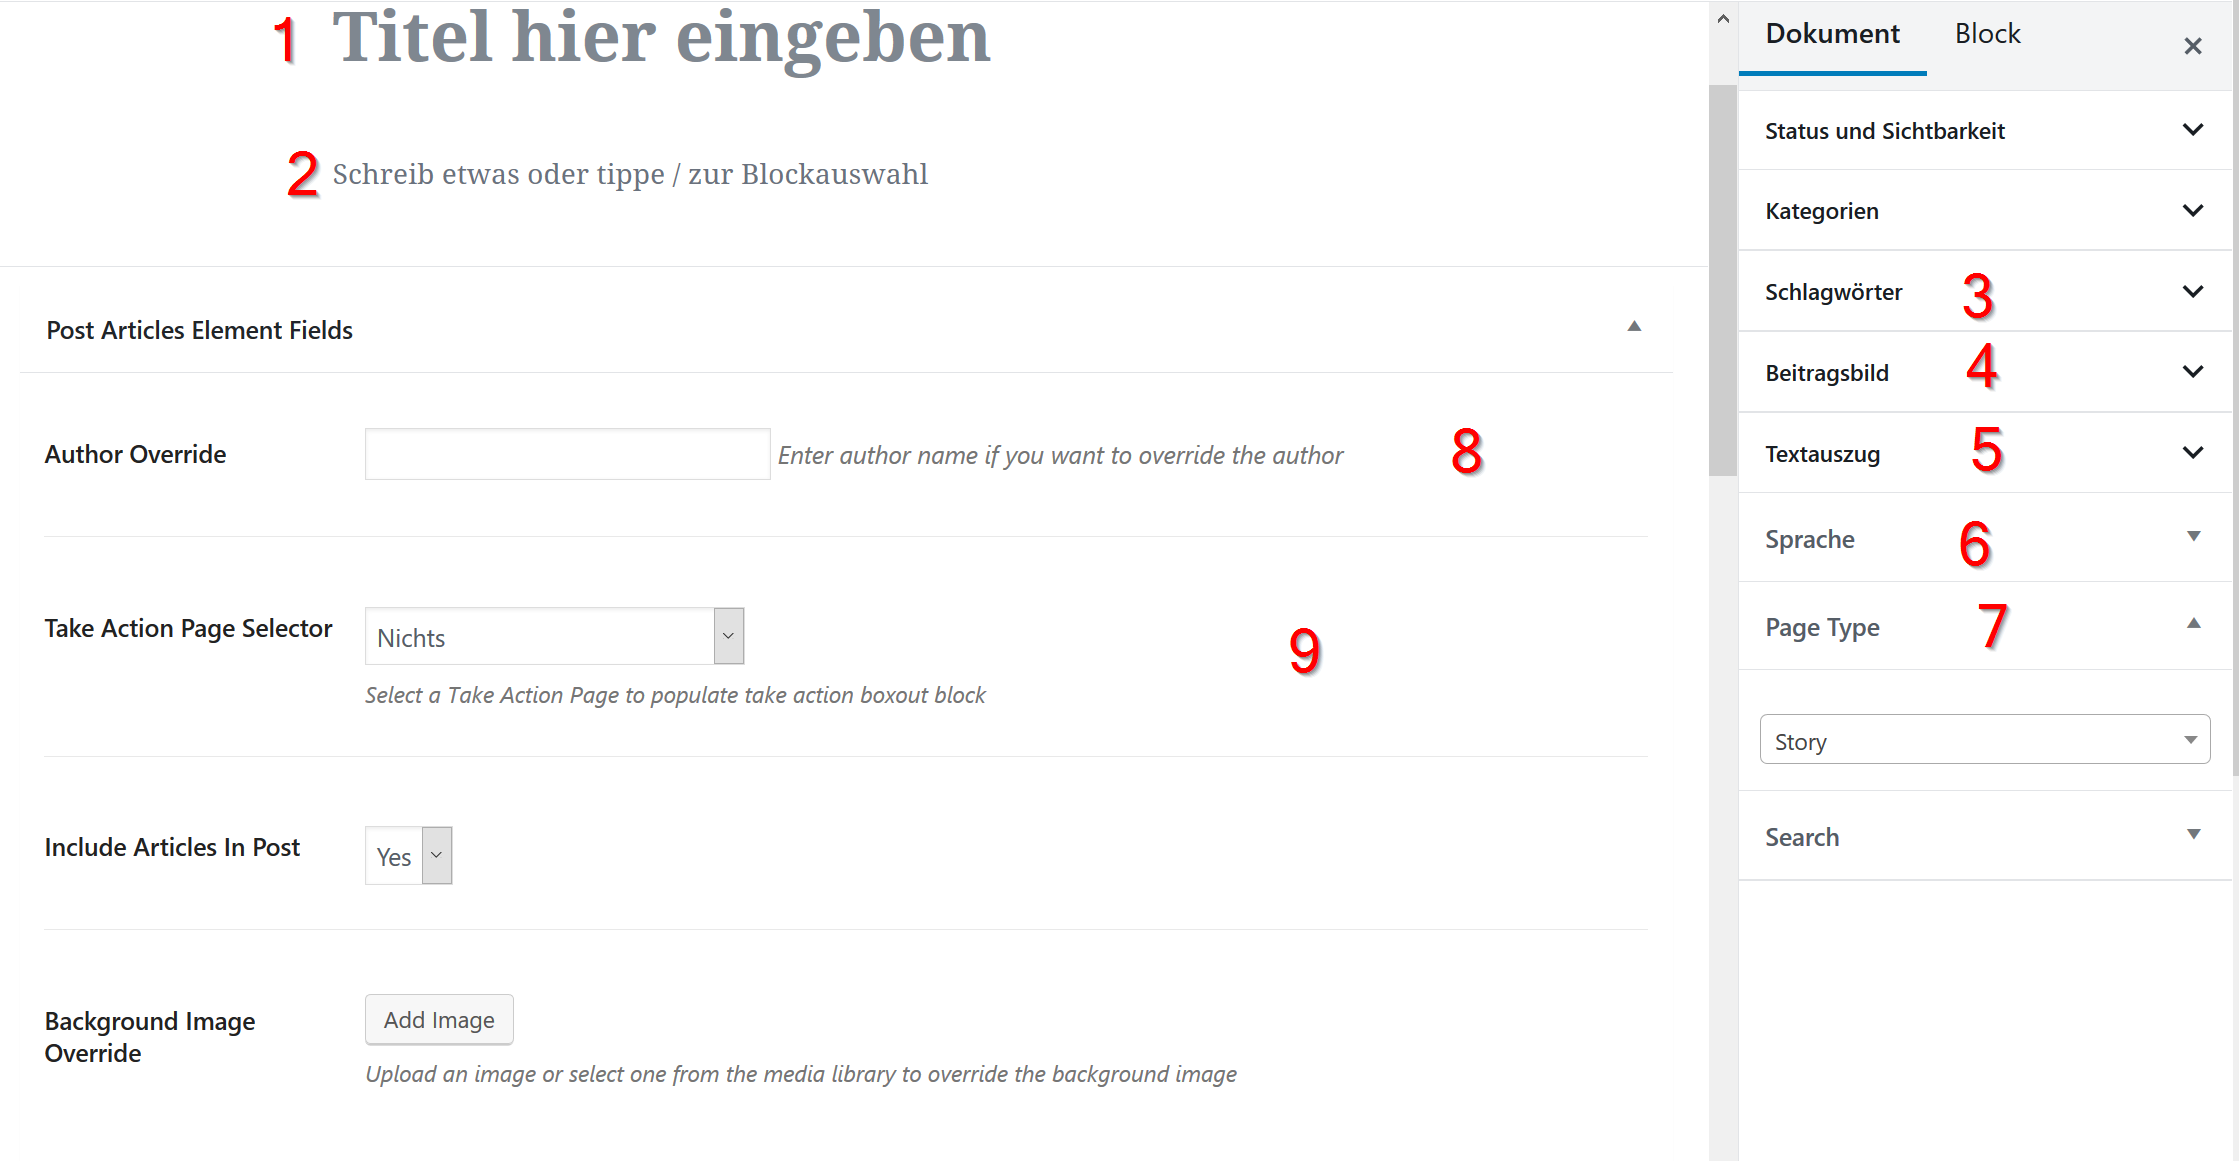 1 Titel hier eingeben
2 Schreib etwas oder tippe / zur Blockauswahl
Post Articles Element Fields
Author Override
Enter author name if you want to override the author
8
Take Action Page Selector
Nichts
9
Select a Take Action Page to populate take action boxout block
Include Articles In Post
Yes
Background Image
Override
Add Image
Upload an image or select one from the media library to override the background image
Dokument Block
Status und Sichtbarkeit
Kategorien
Schlagwörter 3
Beitragsbild 4
Textauszug 5
Sprache 6
Page Type 7
Story
Search